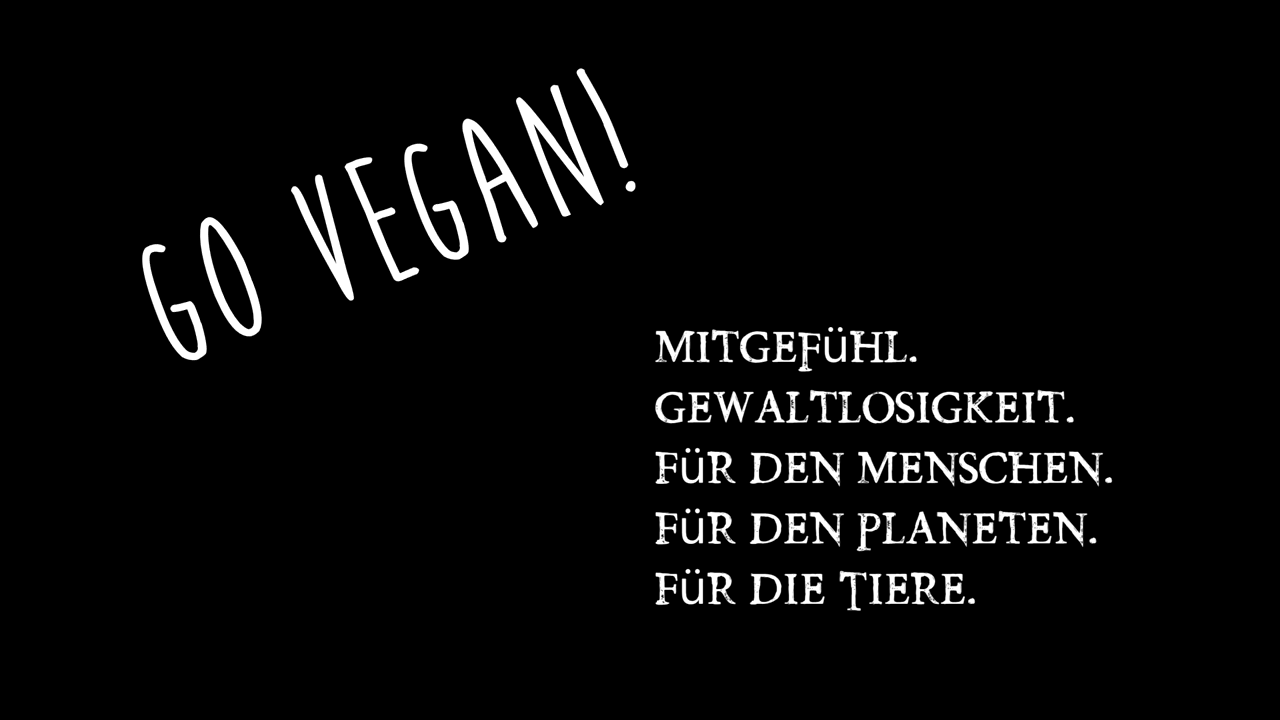 GO VEGAN!
MITGEFÜHL.
GEWALTLOSIGKEIT.
FÜR DEN MENSCHEN.
FÜR DEN PLANETEN.
FÜR DIE TIERE.